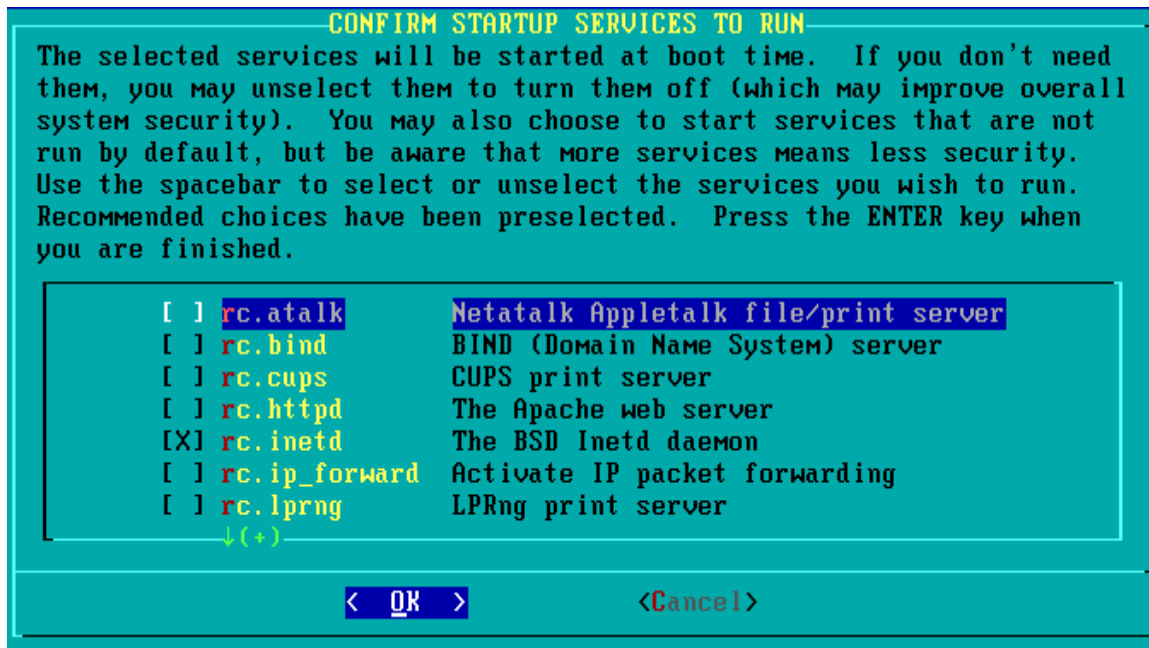 CONFIRM STARTUP SERVICES TO RUN
The selected services will be started at boot time.  If you don't need
them, you may unselect them to turn them off (which may improve overall
system security).  You may also choose to start services that are not
run by default, but be aware that more services means less security.
Use the spacebar to select or unselect the services you wish to run.
Recommended choices have been preselected.  Press the ENTER key when
you are finished.
[ ] rc.atalk Netatalk Appletalk file/print server
[ ] rc.bind BIND (Domain Name System) server
[ ] rc.cups CUPS print server
[ ] rc.httpd The Apache web server
[X] rc.inetd The BSD Inetd daemon
[ ] rc.ip_forward Activate IP packet forwarding
[ ] rc.lprng LPRng print server
↓(+)
< OK > <Cancel>